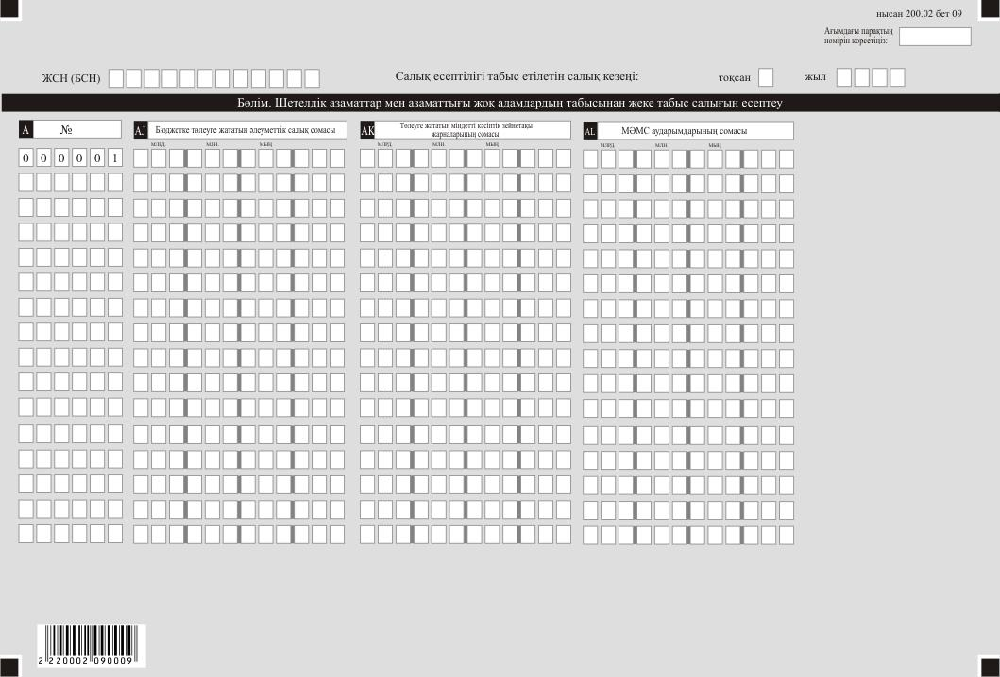 нысан 200.02 бет 09
Ағымдағы парақтың
нөмірін көрсетіңіз:
ЖСН (БСН) Салық есептілігі табыс етілетін салық кезеңі: тоқсан жыл
Бөлім. Шетелдік азаматтар мен азаматтығы жоқ адамдардың табысынан жеке табыс салығын есептеу
A № AJ Бюджетке төлеуге жататын әлеуметтік салық сомасы AK Төлеуге жататын міндетті кәсіптік зейнетақы жарналарының сомасы AL МӘМС аударымдарының сомасы
млрд. млн. мың млрд. млн. мың млрд. млн. мың
0 0 0 0 0 1
2 220002 090009